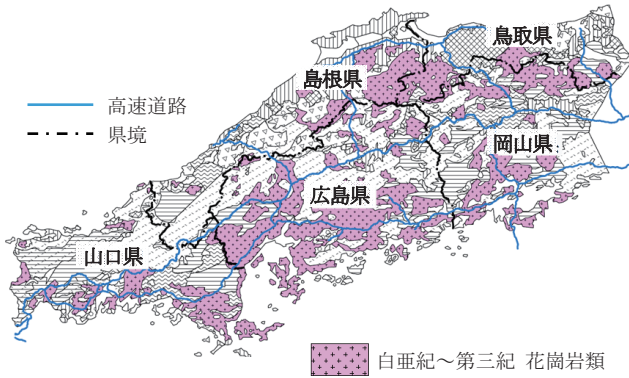 鳥取県
島根県
高速道路
県境
岡山県
広島県
山口県
白亜紀～第三紀 花崗岩類